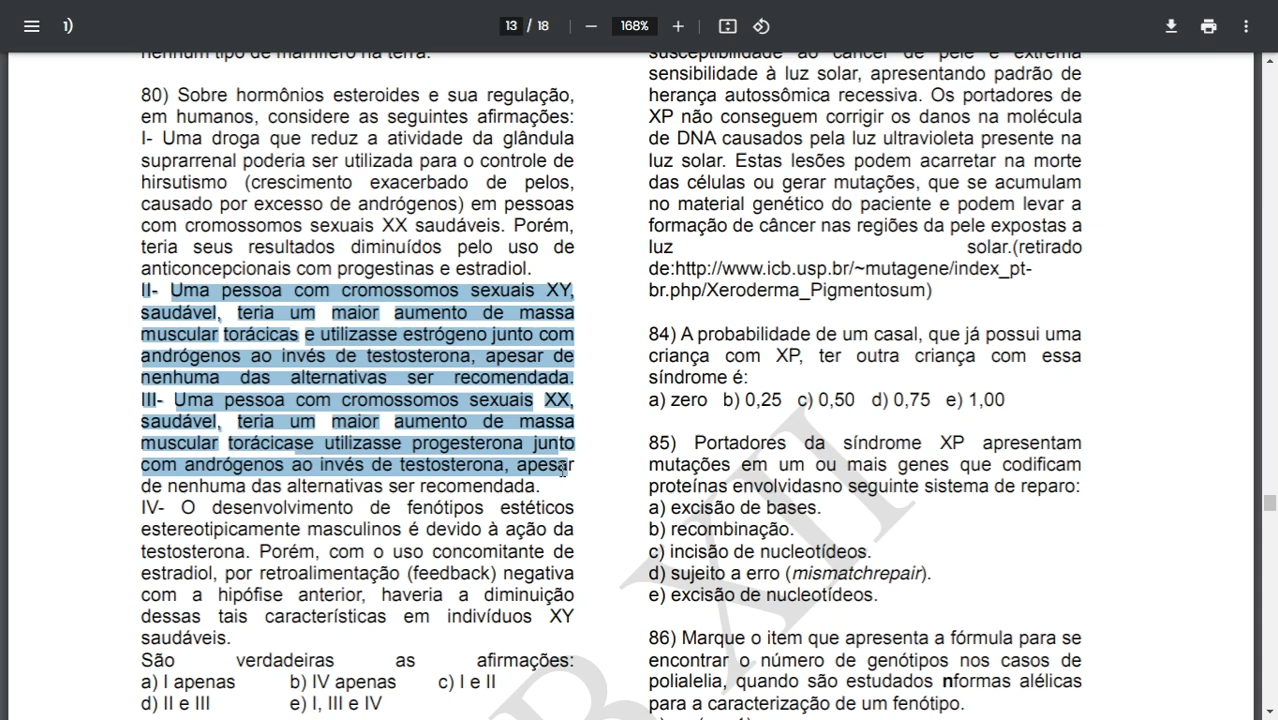 1)
13 / 18
168%
nenhum tipo de mamífero na terra.
80) Sobre hormônios esteroides e sua regulação,
em humanos, considere as seguintes afirmações:
I- Uma droga que reduz a atividade da glândula
suprarrenal poderia ser utilizada para o controle de
hirsutismo (crescimento exacerbado de pelos,
causado por excesso de andrógenos) em pessoas
com cromossomos sexuais XX saudáveis. Porém,
teria seus resultados diminuídos pelo uso de
anticoncepcionais com progestinas e estradiol.
II- Uma pessoa com cromossomos sexuais XY,
saudável, teria um maior aumento de massa
muscular torácicas e utilizasse estrógeno junto com
andrógenos ao invés de testosterona, apesar de
nenhuma das alternativas ser recomendada.
III- Uma pessoa com cromossomos sexuais XX,
saudável, teria um maior aumento de massa
muscular torácicase utilizasse progesterona junto
com andrógenos ao invés de testosterona, apesar
de nenhuma das alternativas ser recomendada.
IV- O desenvolvimento de fenótipos estéticos
estereotipicamente masculinos é devido à ação da
testosterona. Porém, com o uso concomitante de
estradiol, por retroalimentação (feedback) negativa
com a hipófise anterior, haveria a diminuição
dessas tais características em indivíduos XY
saudáveis.
São verdadeiras as afirmações:
a) I apenas b) IV apenas c) I e II
d) II e III e) I, III e IV
susceptibilidade ao câncer de pele e extrema
sensibilidade à luz solar, apresentando padrão de
herança autossômica recessiva. Os portadores de
XP não conseguem corrigir os danos na molécula
de DNA causados pela luz ultravioleta presente na
luz solar. Estas lesões podem acarretar na morte
das células ou gerar mutações, que se acumulam
no material genético do paciente e podem levar a
formação de câncer nas regiões da pele expostas a
luz solar.(retirado
de:http://www.icb.usp.br/~mutagene/index_pt-
br.php/Xeroderma_Pigmentosum)
84) A probabilidade de um casal, que já possui uma
criança com XP, ter outra criança com essa
síndrome é:
a) zero b) 0,25 c) 0,50 d) 0,75 e) 1,00
85) Portadores da síndrome XP apresentam
mutações em um ou mais genes que codificam
proteínas envolvidasno seguinte sistema de reparo:
a) excisão de bases.
b) recombinação.
c) incisão de nucleotídeos.
d) sujeito a erro (mismatchrepair).
e) excisão de nucleotídeos.
86) Marque o item que apresenta a fórmula para se
encontrar o número de genótipos nos casos de
polialelia, quando são estudados nformas alélicas
para a caracterização de um fenótipo.
B XII